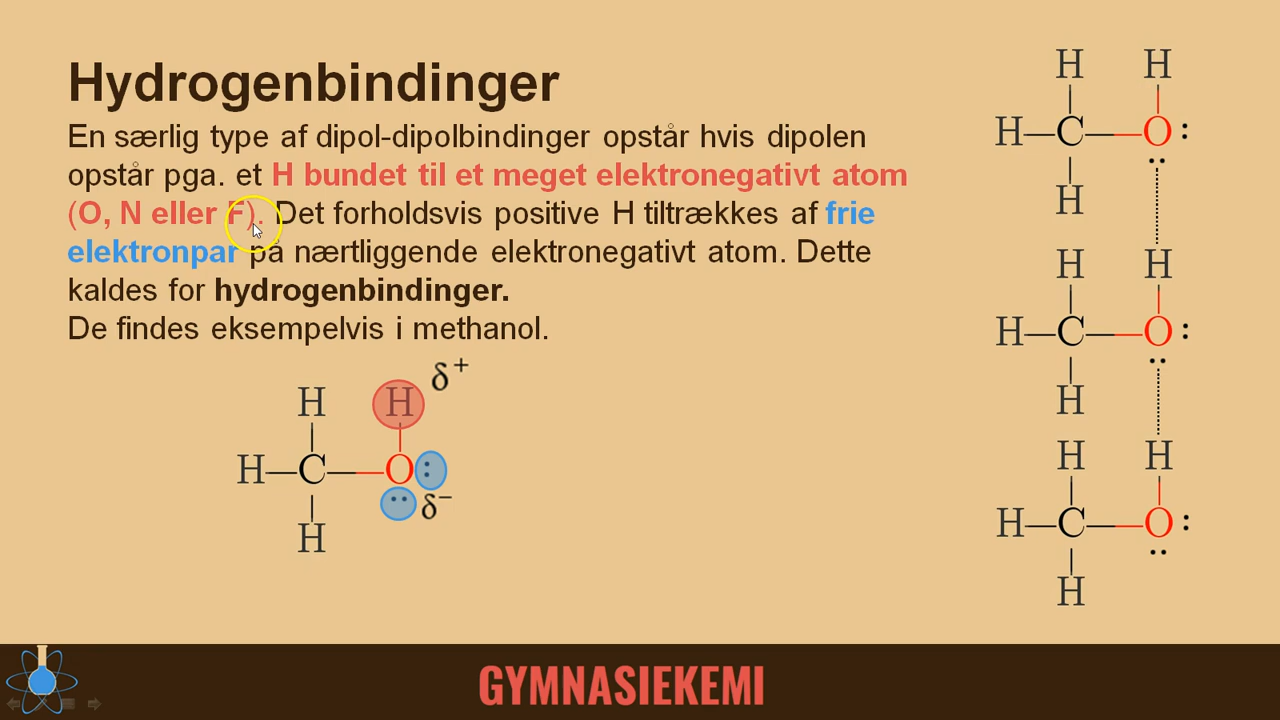 Hydrogenbindinger
En særlig type af dipol-dipolbindinger opstår hvis dipolen
opstår pga. et H bundet til et meget elektronegativt atom
(O, N eller F). Det forholdsvis positive H tiltrækkes af frie
elektronpar på nærtliggende elektronegativt atom. Dette
kaldes for hydrogenbindinger.
De findes eksempelvis i methanol.
δ+
H H
H—C—O:
δ−
H
H H
H—C—O:
H
H H
H—C—O:
H
H H
H—C—O:
H
GYMNASIEKEMI